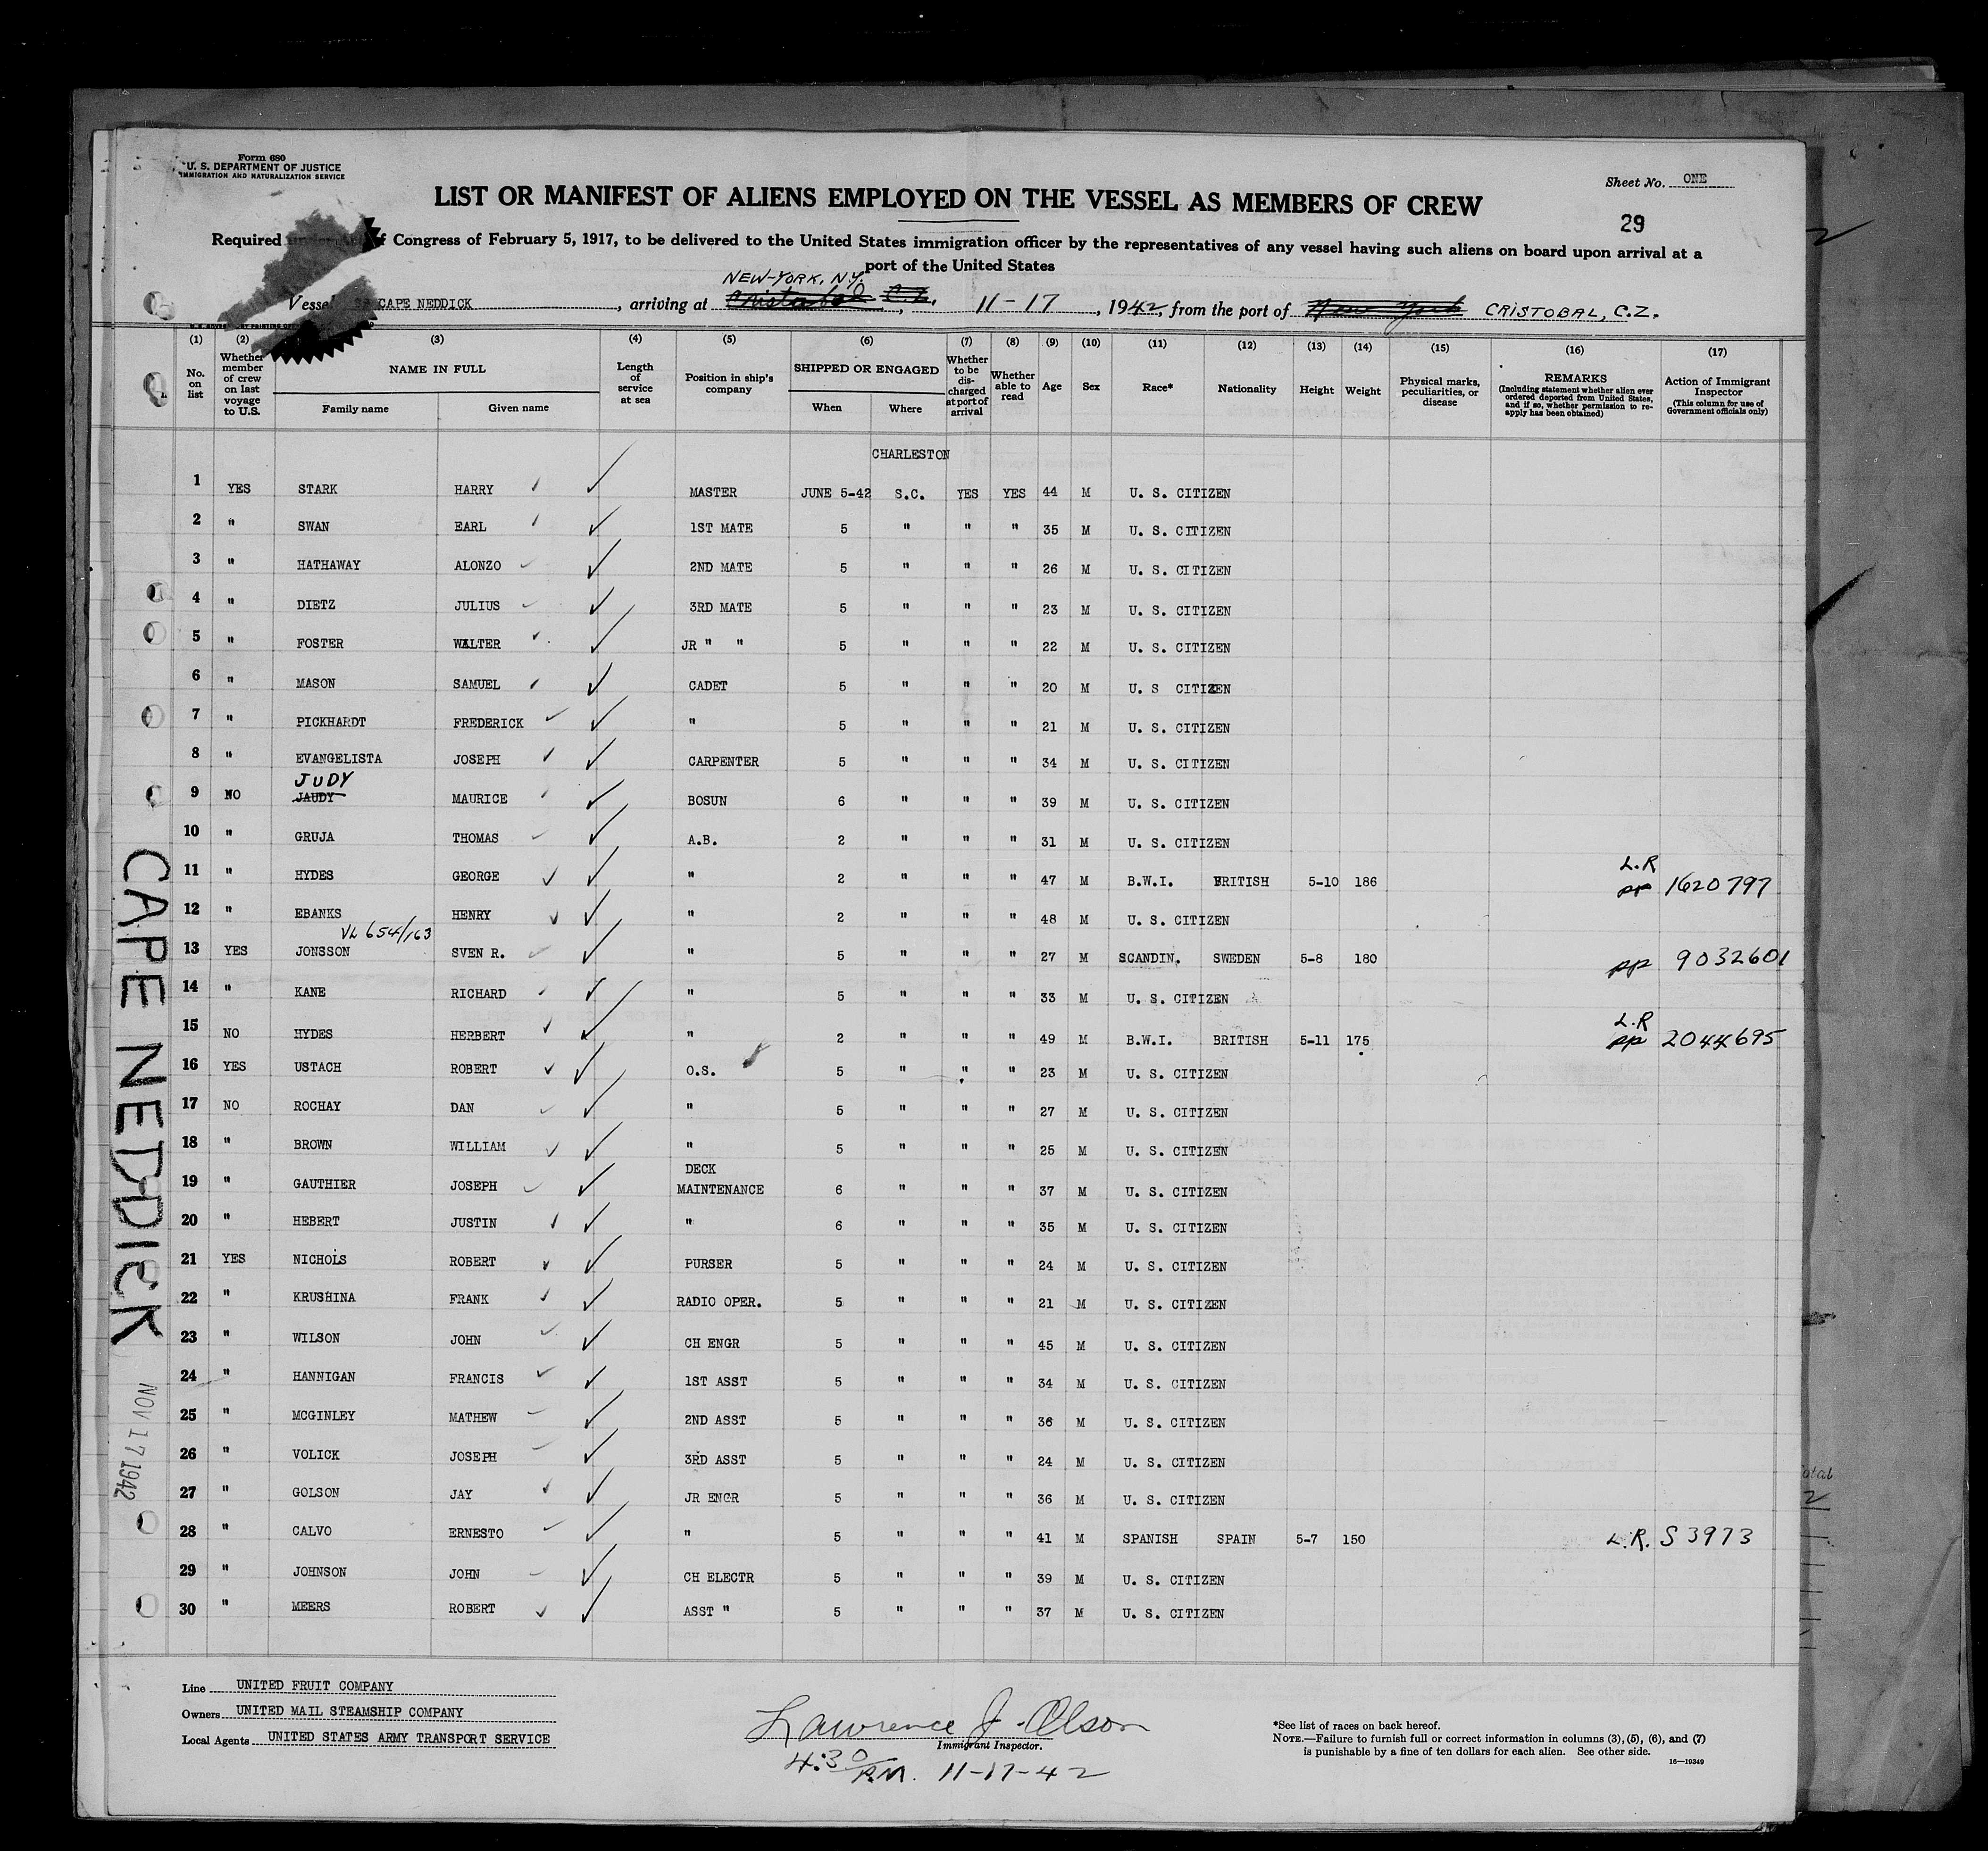 Form 680
U. S. DEPARTMENT OF JUSTICE
IMMIGRATION AND NATURALIZATION SERVICE
Sheet No. ONE
LIST OR MANIFEST OF ALIENS EMPLOYED ON THE VESSEL AS MEMBERS OF CREW
29
Required of Congress of February 5, 1917, to be delivered to the United States immigration officer by the representatives of any vessel having such aliens on board upon arrival at a
port of the United States
NEW-YORK, N.Y.
Vessel SS CAPE NEDDICK, arriving at Cristobal C.Z., 11-17, 1942, from the port of New York CRISTOBAL, C.Z.
(1) (2) (3) (4) (5) (6) (7) (8) (9) (10) (11) (12) (13) (14) (15) (16) (17)
No. on list Whether member of crew on last voyage to U.S. NAME IN FULL Family name Given name Length of service at sea Position in ship's company SHIPPED OR ENGAGED When Where Whether to be discharged at port of arrival Whether able to read Age Sex Race* Nationality Height Weight Physical marks, peculiarities, or disease REMARKS (Including statement whether alien ever ordered deported from United States, and if so, whether permission to reapply has been obtained) Action of Immigrant Inspector (This column for use of Government officials only)
CHARLESTON
1 YES STARK HARRY MASTER JUNE 5-42 S.C. YES YES 44 M U. S. CITIZEN
2 " SWAN EARL 1ST MATE 5 " " " 35 M U. S. CITIZEN
3 " HATHAWAY ALONZO 2ND MATE 5 " " " 26 M U. S. CITIZEN
4 " DIETZ JULIUS 3RD MATE 5 " " " 23 M U. S. CITIZEN
5 " FOSTER WALTER JR " " 5 " " " 22 M U. S. CITIZEN
6 " MASON SAMUEL CADET 5 " " " 20 M U. S CITIZEN
7 " PICKHARDT FREDERICK " 5 " " " 21 M U. S. CITIZEN
8 " EVANGELISTA JOSEPH CARPENTER 5 " " " 34 M U. S. CITIZEN
JUDY
9 NO JAUDY MAURICE BOSUN 6 " " " 39 M U. S. CITIZEN
10 " GRUJA THOMAS A.B. 2 " " " 31 M U. S. CITIZEN
11 " HYDES GEORGE " 2 " " " 47 M B.W.I. BRITISH 5-10 186 L.R pp 1620797
12 " EBANKS HENRY " 2 " " " 48 M U. S. CITIZEN
VL 654/163
13 YES JONSSON SVEN R. " 5 " " " 27 M SCANDIN. SWEDEN 5-8 180 pp 9032601
14 " KANE RICHARD " 5 " " " 33 M U. S. CITIZEN
15 NO HYDES HERBERT " 2 " " " 49 M B.W.I. BRITISH 5-11 175 L.R pp 2044695
16 YES USTACH ROBERT O.S. 5 " " " 23 M U. S. CITIZEN
17 NO ROCHAY DAN " 5 " " " 27 M U. S. CITIZEN
18 " BROWN WILLIAM " 5 " " " 25 M U. S. CITIZEN
DECK
19 " GAUTHIER JOSEPH MAINTENANCE 6 " " " 37 M U. S. CITIZEN
20 " HEBERT JUSTIN " 6 " " " 35 M U. S. CITIZEN
21 YES NICHOLS ROBERT PURSER 5 " " " 24 M U. S. CITIZEN
22 " KRUSHINA FRANK RADIO OPER. 5 " " " 21 M U. S. CITIZEN
23 " WILSON JOHN CH ENGR 5 " " " 45 M U. S. CITIZEN
24 " HANNIGAN FRANCIS 1ST ASST 5 " " " 34 M U. S. CITIZEN
25 " MCGINLEY MATHEW 2ND ASST 5 " " " 36 M U. S. CITIZEN
26 " VOLICK JOSEPH 3RD ASST 5 " " " 24 M U. S. CITIZEN
27 " GOLSON JAY JR ENGR 5 " " " 36 M U. S. CITIZEN
28 " CALVO ERNESTO " 5 " " " 41 M SPANISH SPAIN 5-7 150 L.R. S 3973
29 " JOHNSON JOHN CH ELECTR 5 " " " 39 M U. S. CITIZEN
30 " MEERS ROBERT ASST " 5 " " " 37 M U. S. CITIZEN
CAPE NEDDICK
NOV 17 1942
Line UNITED FRUIT COMPANY
Owners UNITED MAIL STEAMSHIP COMPANY
Local Agents UNITED STATES ARMY TRANSPORT SERVICE
Lawrence J. Olson
Immigrant Inspector.
4:30 P.M. 11-17-42
*See list of races on back hereof.
NOTE.—Failure to furnish full or correct information in columns (3), (5), (6), and (7)
is punishable by a fine of ten dollars for each alien. See other side.
16—19349